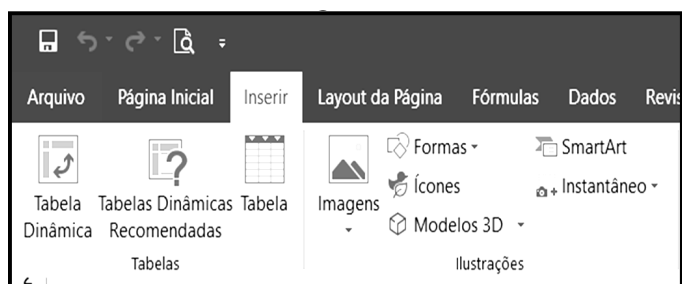 Arquivo Página Inicial Inserir Layout da Página Fórmulas Dados Revis
Tabela Dinâmica
Tabelas Dinâmicas Recomendadas
Tabela
Imagens
Formas
Ícones
Modelos 3D
SmartArt
Instantâneo
Tabelas
Ilustrações